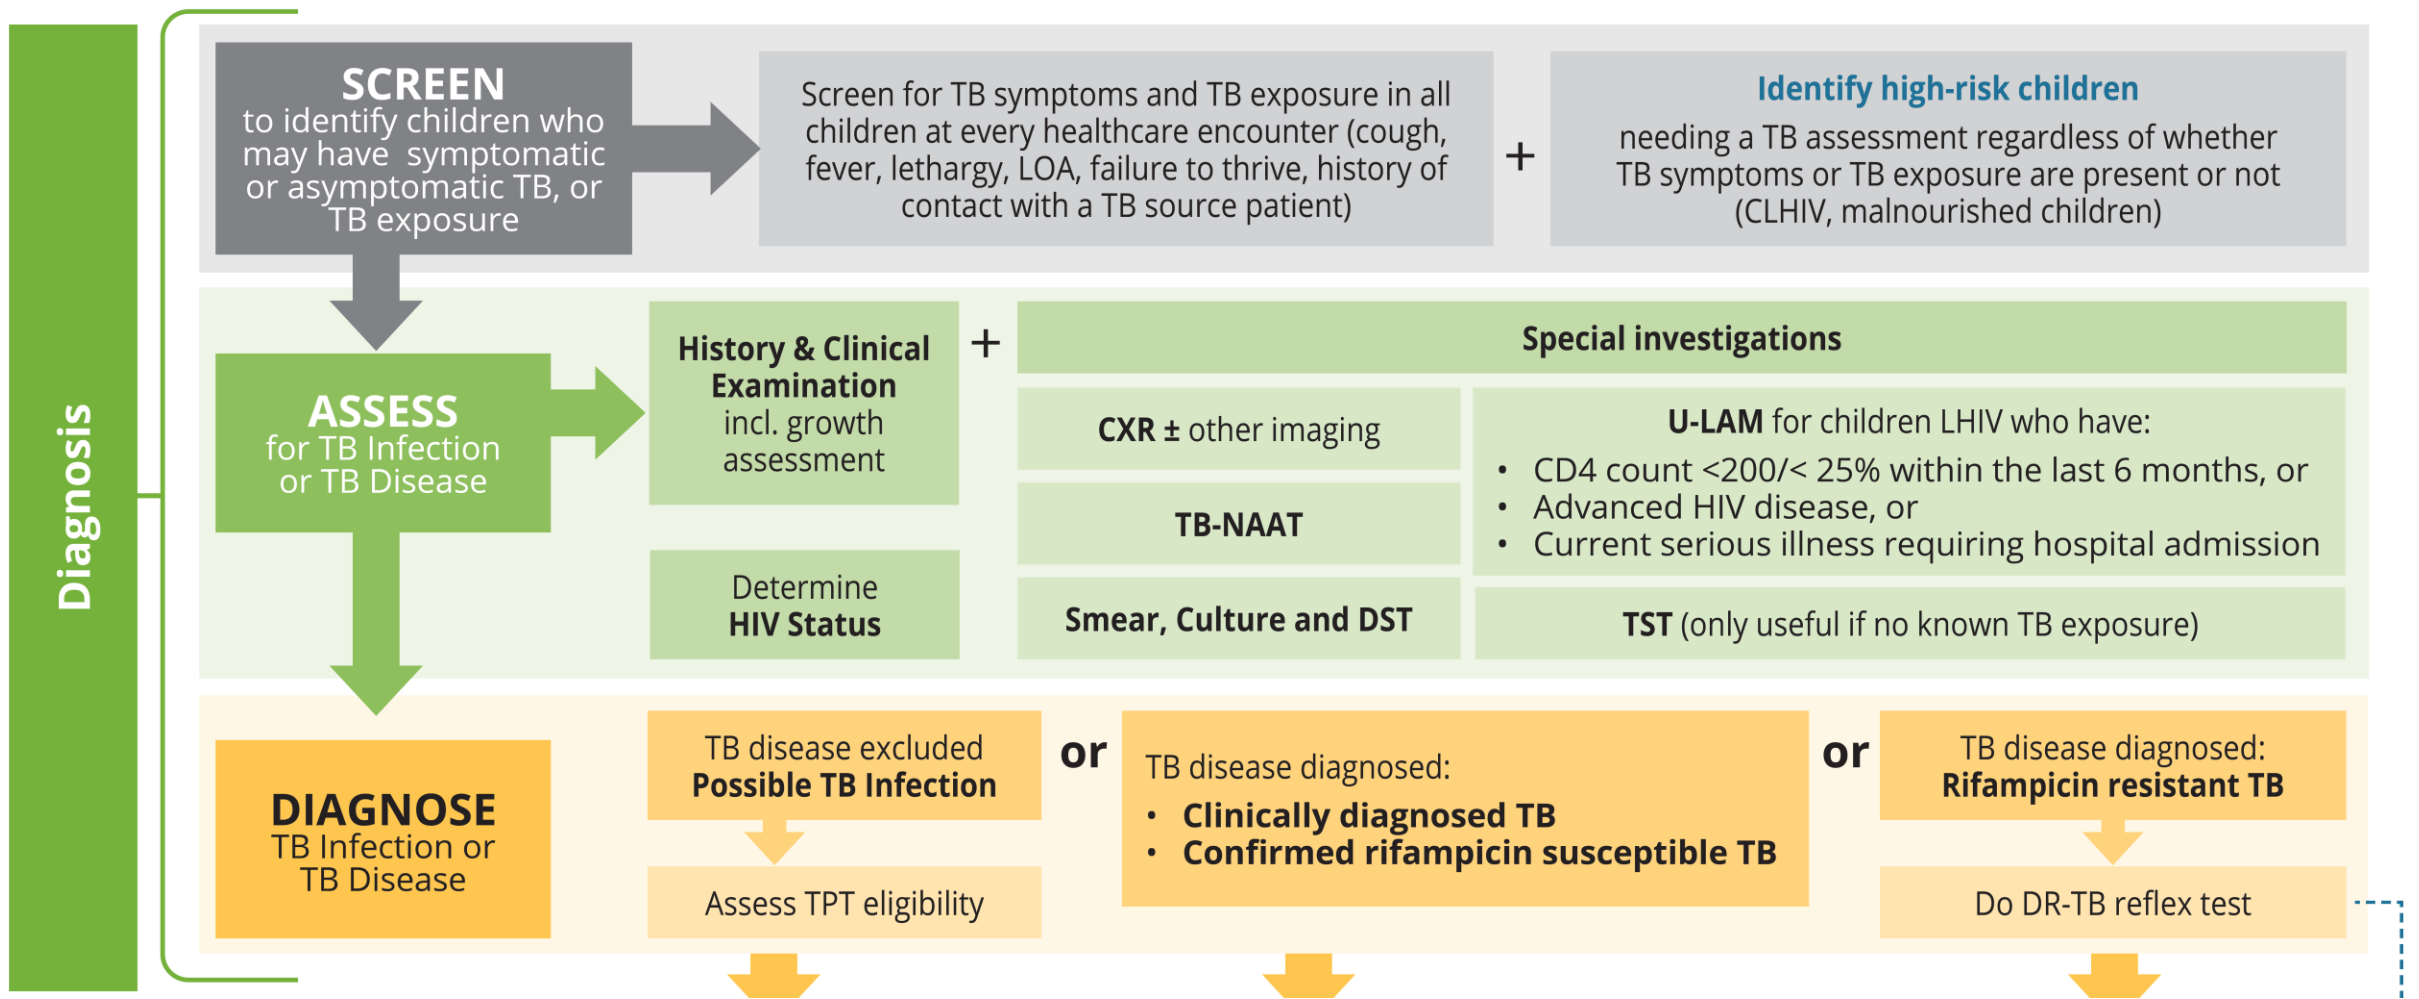 Diagnosis
SCREEN
to identify children who
may have symptomatic
or asymptomatic TB, or
TB exposure
Screen for TB symptoms and TB exposure in all
children at every healthcare encounter (cough,
fever, lethargy, LOA, failure to thrive, history of
contact with a TB source patient)
+
Identify high-risk children
needing a TB assessment regardless of whether
TB symptoms or TB exposure are present or not
(CLHIV, malnourished children)
ASSESS
for TB Infection
or TB Disease
History & Clinical
Examination
incl. growth
assessment
Determine
HIV Status
+
Special investigations
CXR ± other imaging
TB-NAAT
Smear, Culture and DST
U-LAM for children LHIV who have:
• CD4 count <200/< 25% within the last 6 months, or
• Advanced HIV disease, or
• Current serious illness requiring hospital admission
TST (only useful if no known TB exposure)
DIAGNOSE
TB Infection or
TB Disease
TB disease excluded
Possible TB Infection
Assess TPT eligibility
or
TB disease diagnosed:
• Clinically diagnosed TB
• Confirmed rifampicin susceptible TB
or
TB disease diagnosed:
Rifampicin resistant TB
Do DR-TB reflex test